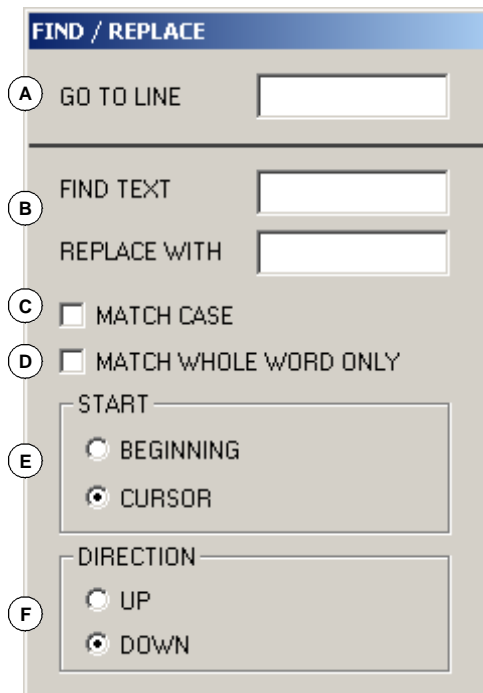 FIND / REPLACE
A GO TO LINE
FIND TEXT
B
REPLACE WITH
C MATCH CASE
D MATCH WHOLE WORD ONLY
START
BEGINNING
E
CURSOR
DIRECTION
UP
F
DOWN